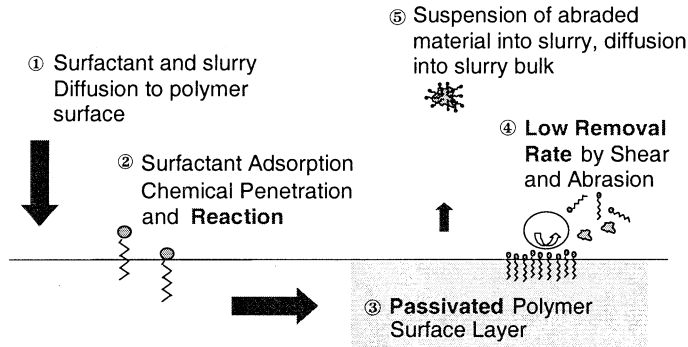 ① Surfactant and slurry
Diffusion to polymer
surface
② Surfactant Adsorption
Chemical Penetration
and Reaction
③ Passivated Polymer
Surface Layer
④ Low Removal
Rate by Shear
and Abrasion
⑤ Suspension of abraded
material into slurry, diffusion
into slurry bulk